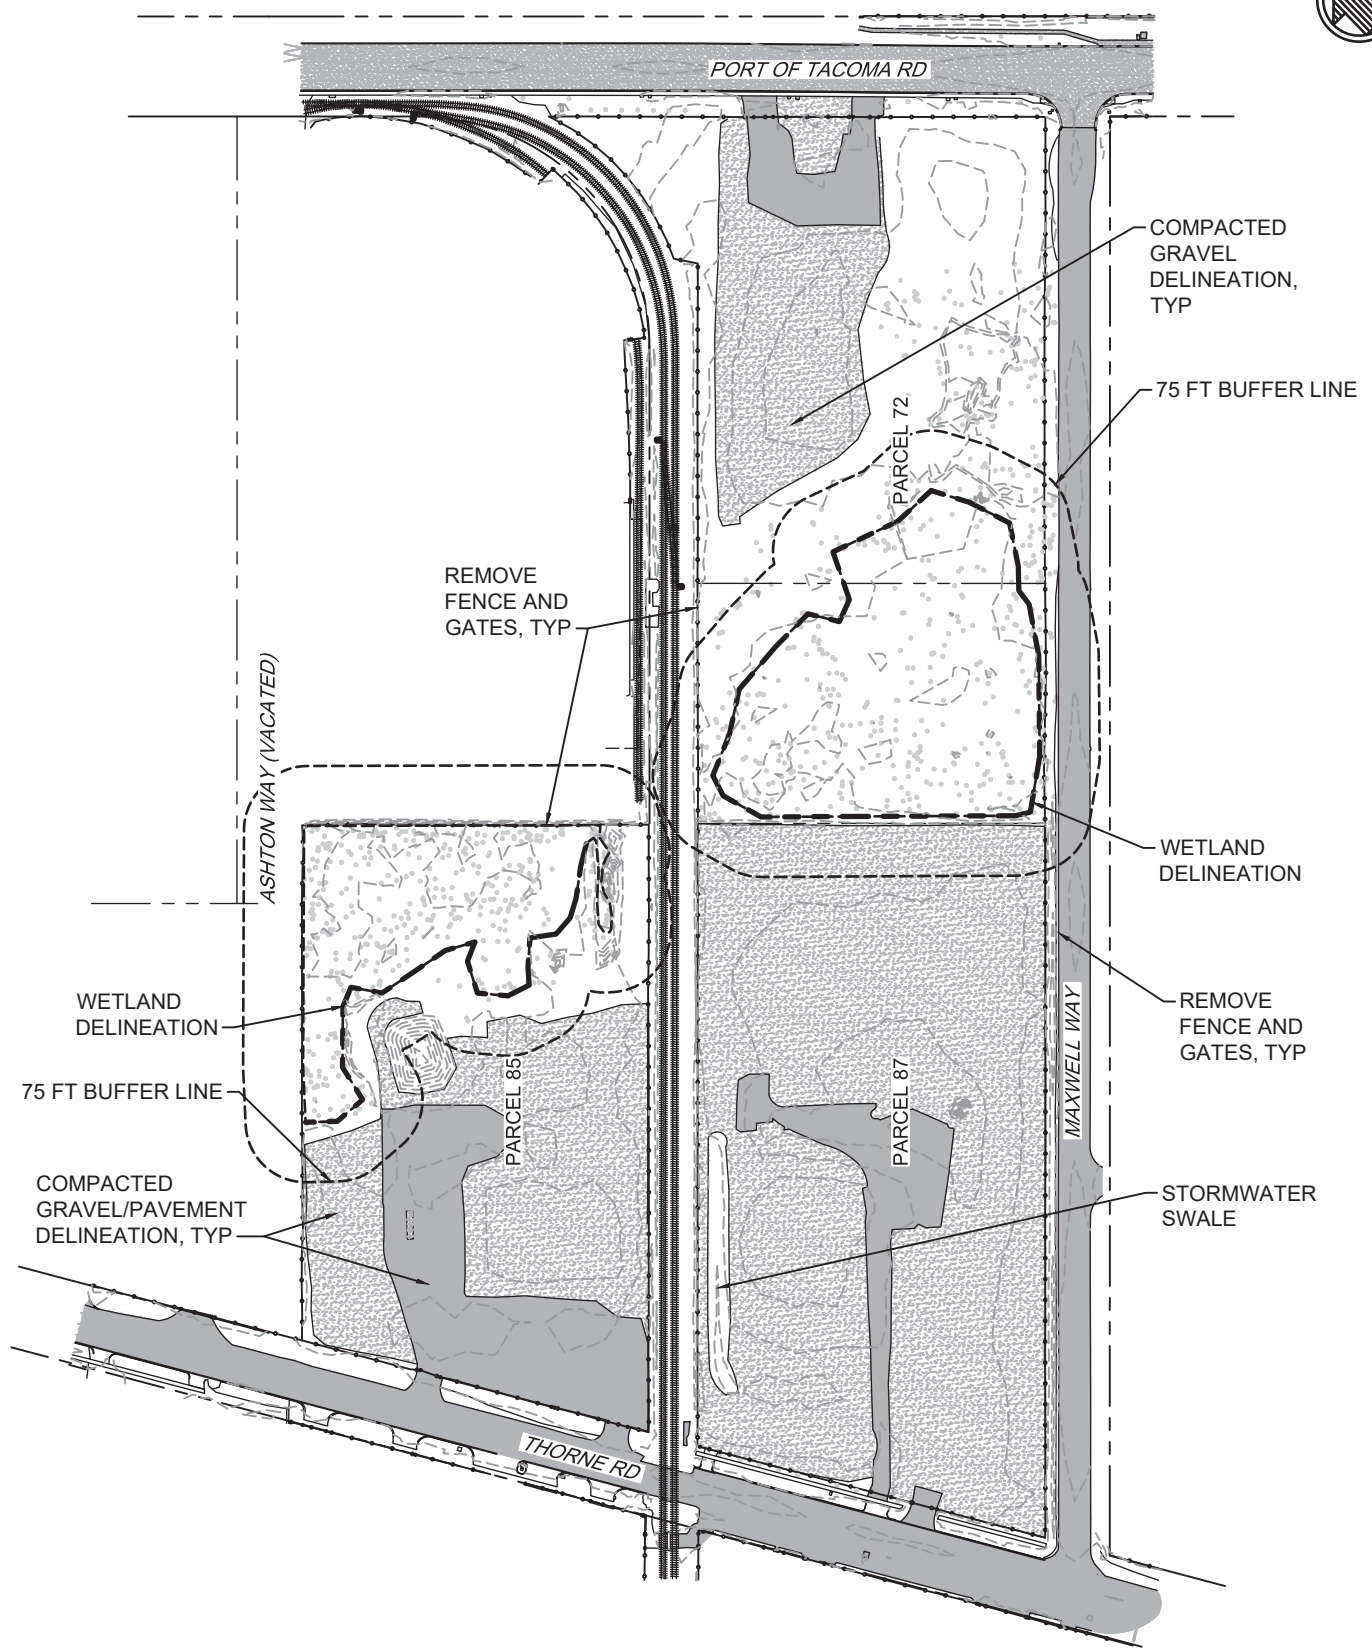 PORT OF TACOMA RD
COMPACTED
GRAVEL
DELINEATION,
TYP
75 FT BUFFER LINE
PARCEL 72
REMOVE
FENCE AND
GATES, TYP
ASHTON WAY (VACATED)
WETLAND
DELINEATION
WETLAND
DELINEATION
REMOVE
FENCE AND
GATES, TYP
MAXWELL WAY
75 FT BUFFER LINE
PARCEL 85
PARCEL 87
COMPACTED
GRAVEL/PAVEMENT
DELINEATION, TYP
STORMWATER
SWALE
THORNE RD